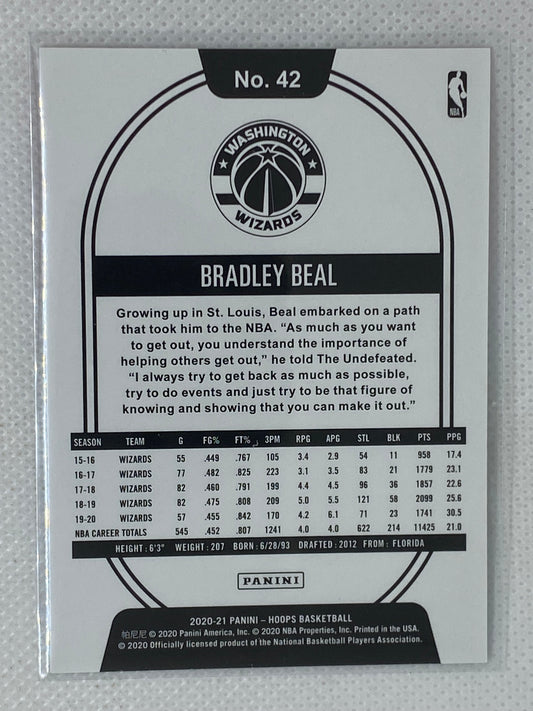 No. 42
NBA
WASHINGTON
WIZARDS
BRADLEY BEAL
Growing up in St. Louis, Beal embarked on a path
that took him to the NBA. “As much as you want
to get out, you understand the importance of
helping others get out,” he told The Undefeated.
“I always try to get back as much as possible,
try to do events and just try to be that figure of
knowing and showing that you can make it out.”
SEASON TEAM G FG% FT% 3PM RPG APG STL BLK PTS PPG
15-16 WIZARDS 55 .449 .767 105 3.4 2.9 54 11 958 17.4
16-17 WIZARDS 77 .482 .825 223 3.1 3.5 83 21 1779 23.1
17-18 WIZARDS 82 .460 .791 199 4.4 4.5 96 36 1857 22.6
18-19 WIZARDS 82 .475 .808 209 5.0 5.5 121 58 2099 25.6
19-20 WIZARDS 57 .455 .842 170 4.2 6.1 71 23 1741 30.5
NBA CAREER TOTALS 545 .452 .807 1241 4.0 4.0 622 214 11425 21.0
HEIGHT: 6'3" WEIGHT: 207 BORN: 6/28/93 DRAFTED: 2012 FROM: FLORIDA
PANINI
2020-21 PANINI – HOOPS BASKETBALL
帕尼尼 © 2020 Panini America, Inc. © 2020 NBA Properties, Inc. Printed in the USA.
© 2020 Officially licensed product of the National Basketball Players Association.